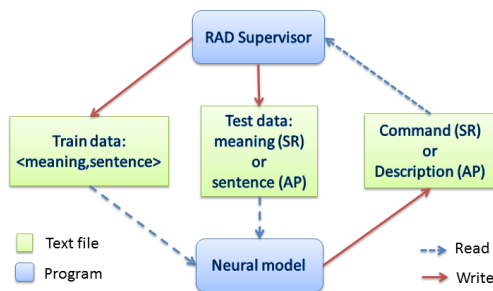 RAD Supervisor
Train data:
<meaning,sentence>
Test data:
meaning (SR)
or
sentence (AP)
Command (SR)
or
Description (AP)
Neural model
Text file
Program
Read
Write